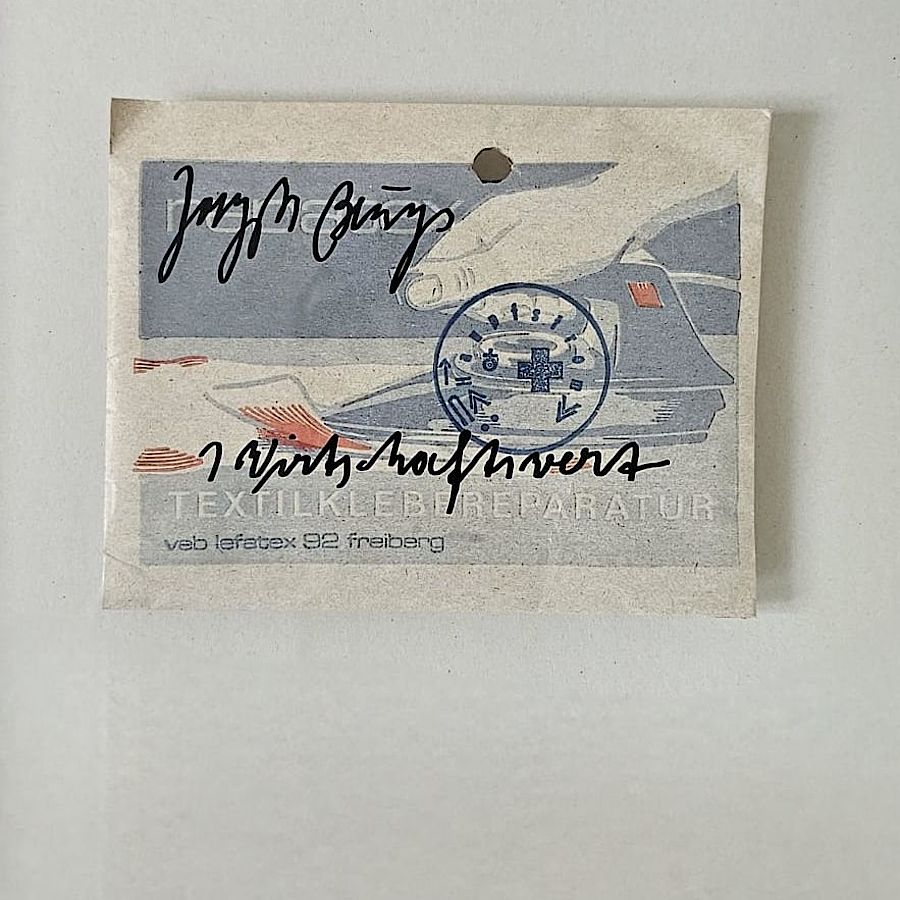 Joseph Beuys
1 Wirtschaftswert
TEXTILKLEBEREPARATUR
veb lefatex 92 freiberg